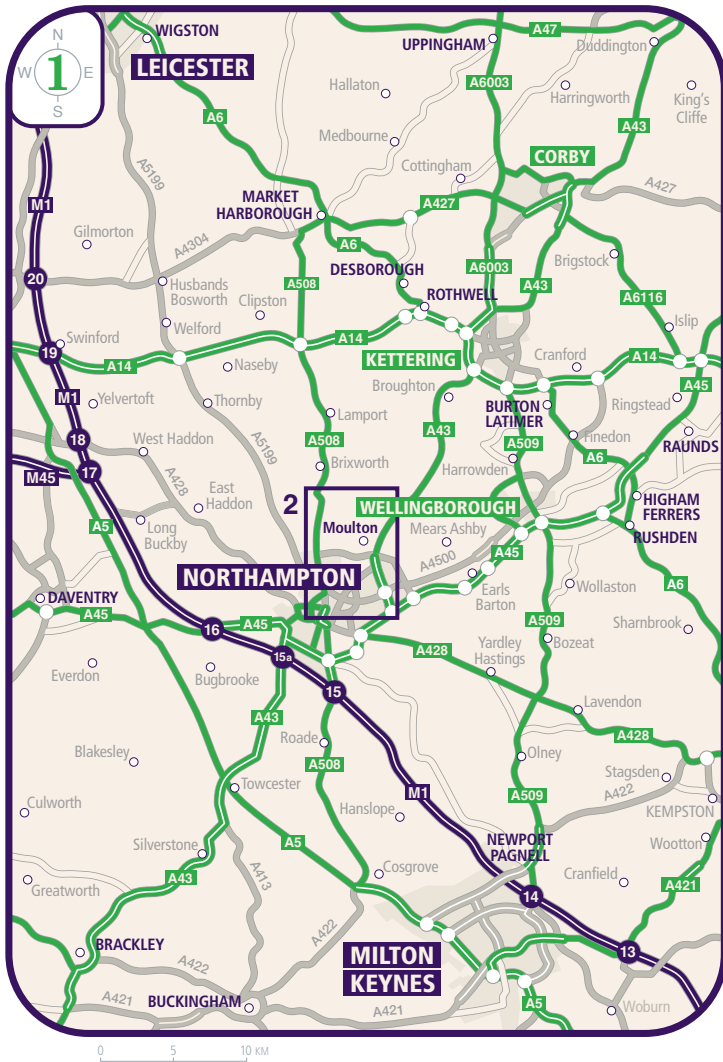 N
W 1 E
S
WIGSTON
LEICESTER
UPPINGHAM
A47
Duddington
A6003
Hallaton
Harringworth
King's
Cliffe
A6
Medbourne
A43
A5199
Cottingham
CORBY
A427
MARKET
HARBOROUGH
A427
M1
Gilmorton
A4304
A6
A6003
Brigstock
20
DESBOROUGH
A508
A43
Husbands
Bosworth
Clipston
ROTHWELL
A6116
Welford
Islip
Swinford
A14
19
A14
KETTERING
Cranford
A14
Naseby
A45
M1
Yelvertoft
Thornby
Broughton
BURTON
LATIMER
Ringstead
Lamport
18
West Haddon
A5199
A508
A43
A509
Finedon
RAUNDS
M45
17
A428
Brixworth
Harrowden
A6
East
Haddon
2
WELLINGBOROUGH
HIGHAM
FERRERS
A5
Long
Buckby
Moulton
Mears Ashby
RUSHDEN
A4500
A45
NORTHAMPTON
DAVENTRY
Earls
Barton
Wollaston
A6
A45
16
A45
A509
Sharnbrook
15a
A428
Yardley
Hastings
Bozeat
Everdon
Bugbrooke
15
A43
Lavendon
Roade
A428
Blakesley
A508
Olney
Stagsden
Towcester
M1
A509
A422
KEMPSTON
Culworth
Hanslope
Silverstone
A5
NEWPORT
PAGNELL
Wootton
A43
A413
Cosgrove
Cranfield
A421
Greatworth
14
A422
BRACKLEY
MILTON
KEYNES
13
A422
A421
BUCKINGHAM
A421
A5
Woburn
0 5 10 KM